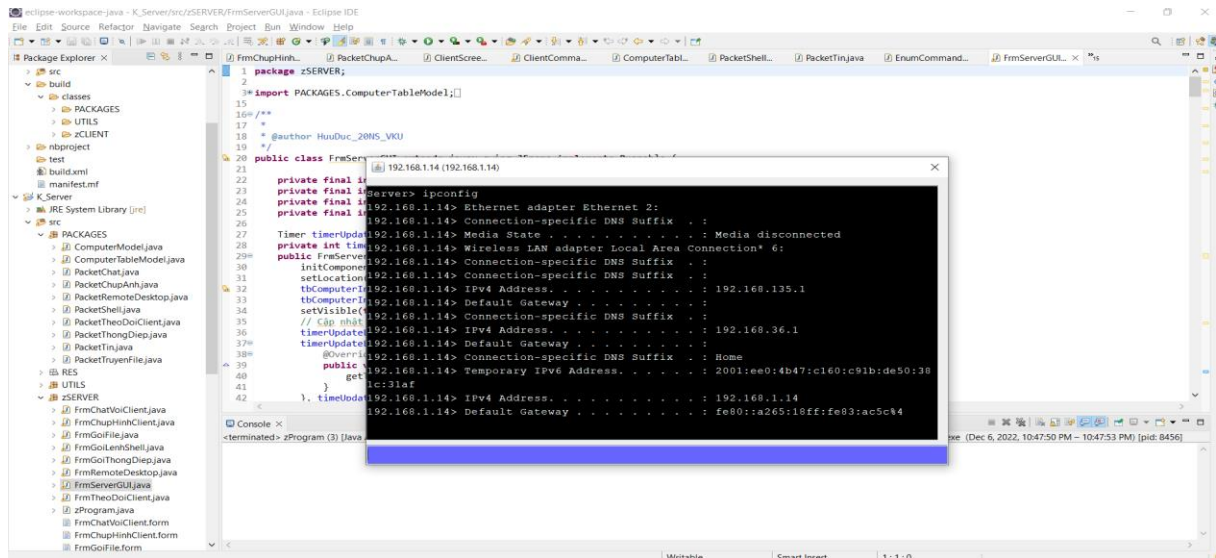 eclipse-workspace-java - K_Server/src/zSERVER/FrmServerGUI.java - Eclipse IDE
File Edit Source Refactor Navigate Search Project Run Window Help
Package Explorer
FrmChupHinh... PacketChupA... ClientScree... ClientComma... ComputerTabl... PacketShell... PacketTin.java EnumCommand... FrmServerGUI...
src
build
classes
PACKAGES
UTILS
zCLIENT
nbproject
test
build.xml
manifest.mf
K_Server
JRE System Library [jre]
src
PACKAGES
ComputerModel.java
ComputerTableModel.java
PacketChat.java
PacketChupAnh.java
PacketRemoteDesktop.java
PacketShell.java
PacketTheoDoiClient.java
PacketThongDiep.java
PacketTin.java
PacketTruyenFile.java
RES
UTILS
zSERVER
FrmChatVoiClient.java
FrmChupHinhClient.java
FrmGoiFile.java
FrmGoiLenhShell.java
FrmGoiThongDiep.java
FrmRemoteDesktop.java
FrmServerGUI.java
FrmTheoDoiClient.java
zProgram.java
FrmChatVoiClient.form
FrmChupHinhClient.form
FrmGoiFile.form
1 package zSERVER;
2
3 import PACKAGES.ComputerTableModel;
15
16 /**
17 *
18 * @author HuuDuc_20NS_VKU
19 */
20 public class FrmServerGUI
21
22 private final
23 private final
24 private final
25 private final
26
27 Timer timerUpdat
28 private int time
29 public FrmServer
30 initComponen
31 setLocation
32 tbComputerIn
33 tbComputerIn
34 setVisible(
35 // Cập nhật
36 timerUpdate
37 timerUpdate
38 @Overri
39 public v
40 get
41 }
42 }, timeUpdat
192.168.1.14 (192.168.1.14)
Server> ipconfig
192.168.1.14> Ethernet adapter Ethernet 2:
192.168.1.14> Connection-specific DNS Suffix . :
192.168.1.14> Media State . . . . . . . . . . . : Media disconnected
192.168.1.14> Wireless LAN adapter Local Area Connection* 6:
192.168.1.14> Connection-specific DNS Suffix . :
192.168.1.14> Connection-specific DNS Suffix . :
192.168.1.14> IPv4 Address. . . . . . . . . . . : 192.168.135.1
192.168.1.14> Default Gateway . . . . . . . . . :
192.168.1.14> Connection-specific DNS Suffix . :
192.168.1.14> IPv4 Address. . . . . . . . . . . : 192.168.36.1
192.168.1.14> Default Gateway . . . . . . . . . :
192.168.1.14> Connection-specific DNS Suffix . : Home
192.168.1.14> Temporary IPv6 Address. . . . . . : 2001:ee0:4b47:c160:c91b:de50:38
1c:31af
192.168.1.14> IPv4 Address. . . . . . . . . . . : 192.168.1.14
192.168.1.14> Default Gateway . . . . . . . . . : fe80::a265:18ff:fe83:ac5c%4
Console
<terminated> zProgram (3) [Java
exe (Dec 6, 2022, 10:47:50 PM – 10:47:53 PM) [pid: 8456]
Writable Smart Insert 1 : 1 : 0